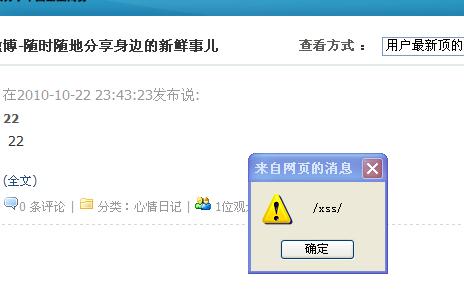 博-随时随地分享身边的新鲜事儿
查看方式：
用户最新顶的
在2010-10-22 23:43:23发布说:
22
22
(全文)
0 条评论 | 分类：心情日记 | 1位观
来自网页的消息
/xss/
确定